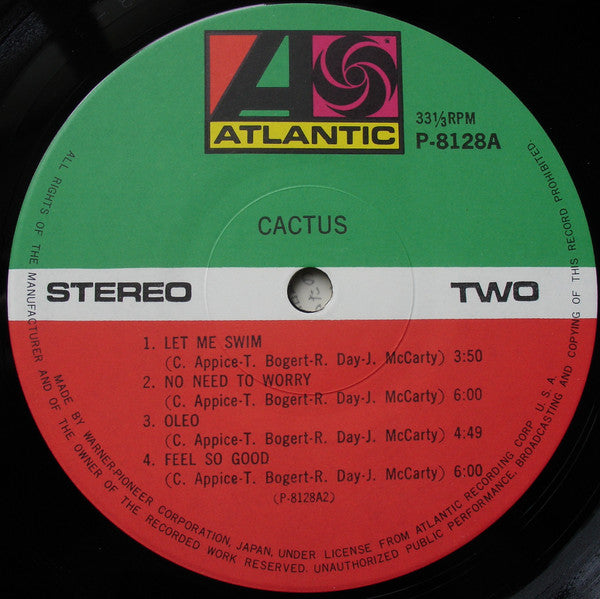 ATLANTIC
33⅓RPM
P-8128A
CACTUS
STEREO TWO
1. LET ME SWIM
(C. Appice-T. Bogert-R. Day-J. McCarty) 3:50
2. NO NEED TO WORRY
(C. Appice-T. Bogert-R. Day-J. McCarty) 6:00
3. OLEO
(C. Appice-T. Bogert-R. Day-J. McCarty) 4:49
4. FEEL SO GOOD
(C. Appice-T. Bogert-R. Day-J. McCarty) 6:00
(P-8128A2)
MADE BY WARNER-PIONEER CORPORATION, JAPAN, UNDER LICENSE FROM ATLANTIC RECORDING CORP. U.S.A.
ALL RIGHTS OF THE MANUFACTURER AND OF THE OWNER OF THE RECORDED WORK RESERVED. UNAUTHORIZED PUBLIC PERFORMANCE, BROADCASTING AND COPYING OF THIS RECORD PROHIBITED.